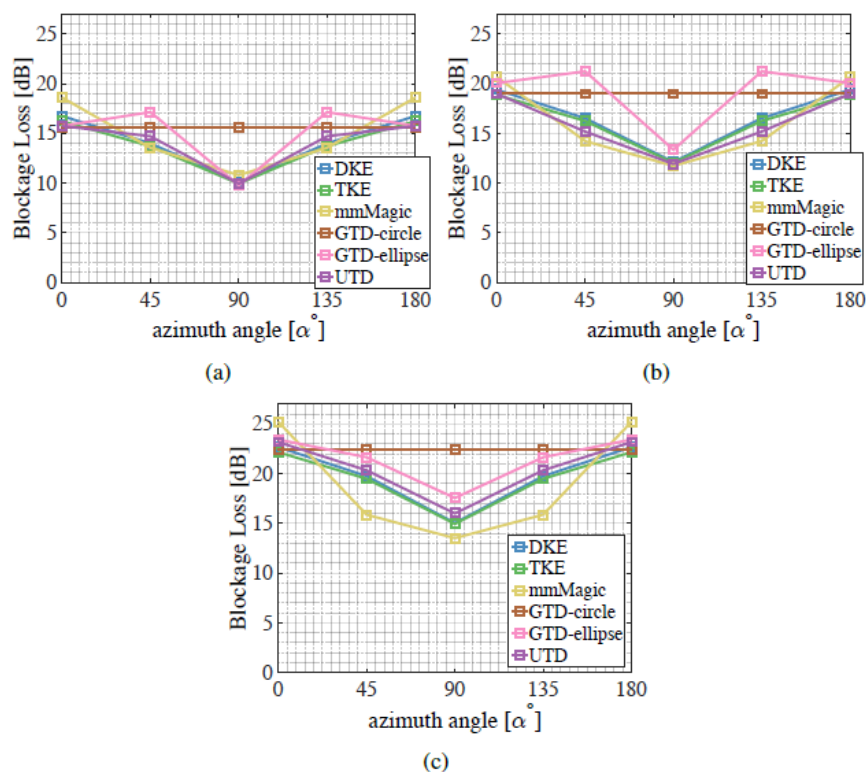 25
20
15
10
5
0
Blockage Loss [dB]
DKE
TKE
mmMagic
GTD-circle
GTD-ellipse
UTD
0 45 90 135 180
azimuth angle [α°]
(a)
25
20
15
10
5
0
Blockage Loss [dB]
DKE
TKE
mmMagic
GTD-circle
GTD-ellipse
UTD
0 45 90 135 180
azimuth angle [α°]
(b)
25
20
15
10
5
0
Blockage Loss [dB]
DKE
TKE
mmMagic
GTD-circle
GTD-ellipse
UTD
0 45 90 135 180
azimuth angle [α°]
(c)